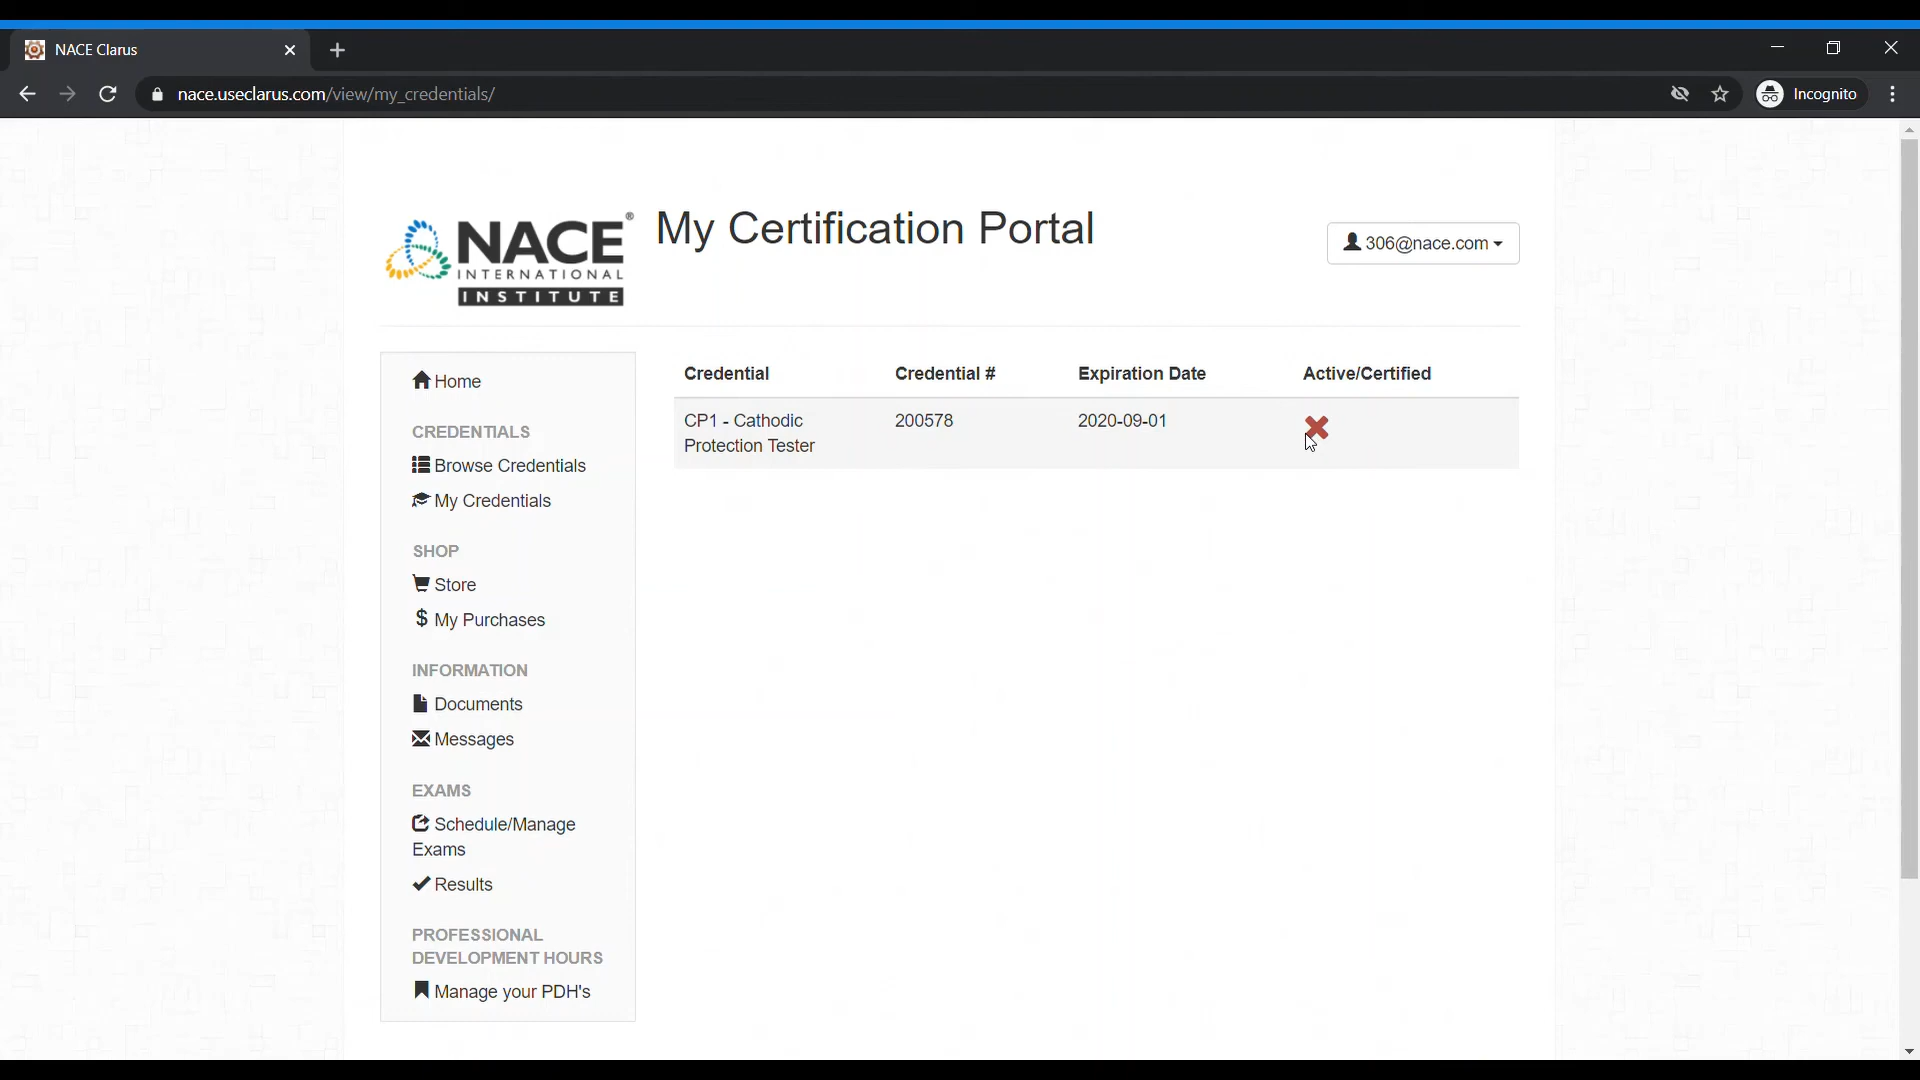 NACE Clarus
nace.useclarus.com/view/my_credentials/
Incognito
NACE®
INTERNATIONAL
INSTITUTE
My Certification Portal
306@nace.com
Home
CREDENTIALS
Browse Credentials
My Credentials
SHOP
Store
$ My Purchases
INFORMATION
Documents
Messages
EXAMS
Schedule/Manage
Exams
Results
PROFESSIONAL
DEVELOPMENT HOURS
Manage your PDH's
Credential Credential # Expiration Date Active/Certified
CP1 - Cathodic 200578 2020-09-01
Protection Tester